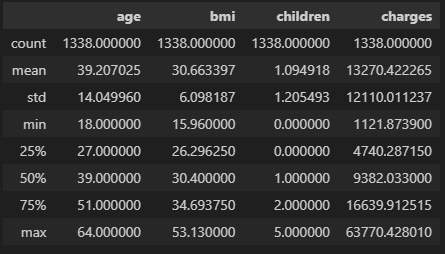 age bmi children charges
count 1338.000000 1338.000000 1338.000000 1338.000000
mean 39.207025 30.663397 1.094918 13270.422265
std 14.049960 6.098187 1.205493 12110.011237
min 18.000000 15.960000 0.000000 1121.873900
25% 27.000000 26.296250 0.000000 4740.287150
50% 39.000000 30.400000 1.000000 9382.033000
75% 51.000000 34.693750 2.000000 16639.912515
max 64.000000 53.130000 5.000000 63770.428010